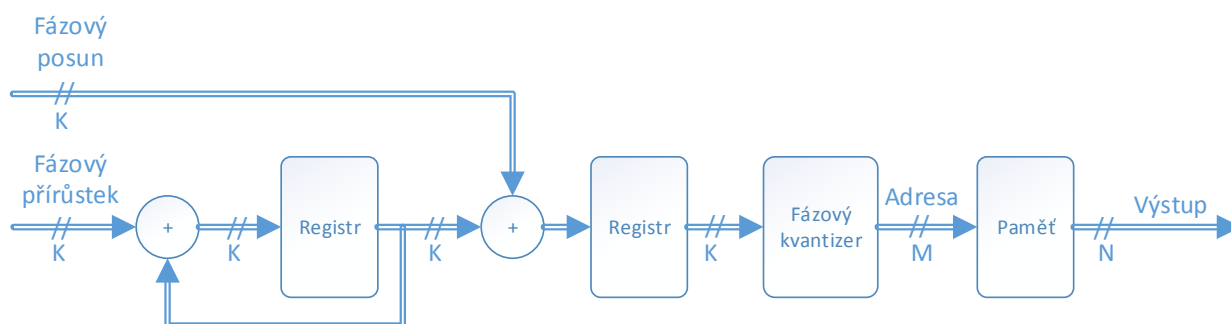 Fázový
posun
K
Fázový
přírůstek
K
+
K
Registr
K
+
Registr
K
Fázový
kvantizer
Adresa
M
Paměť
N
Výstup